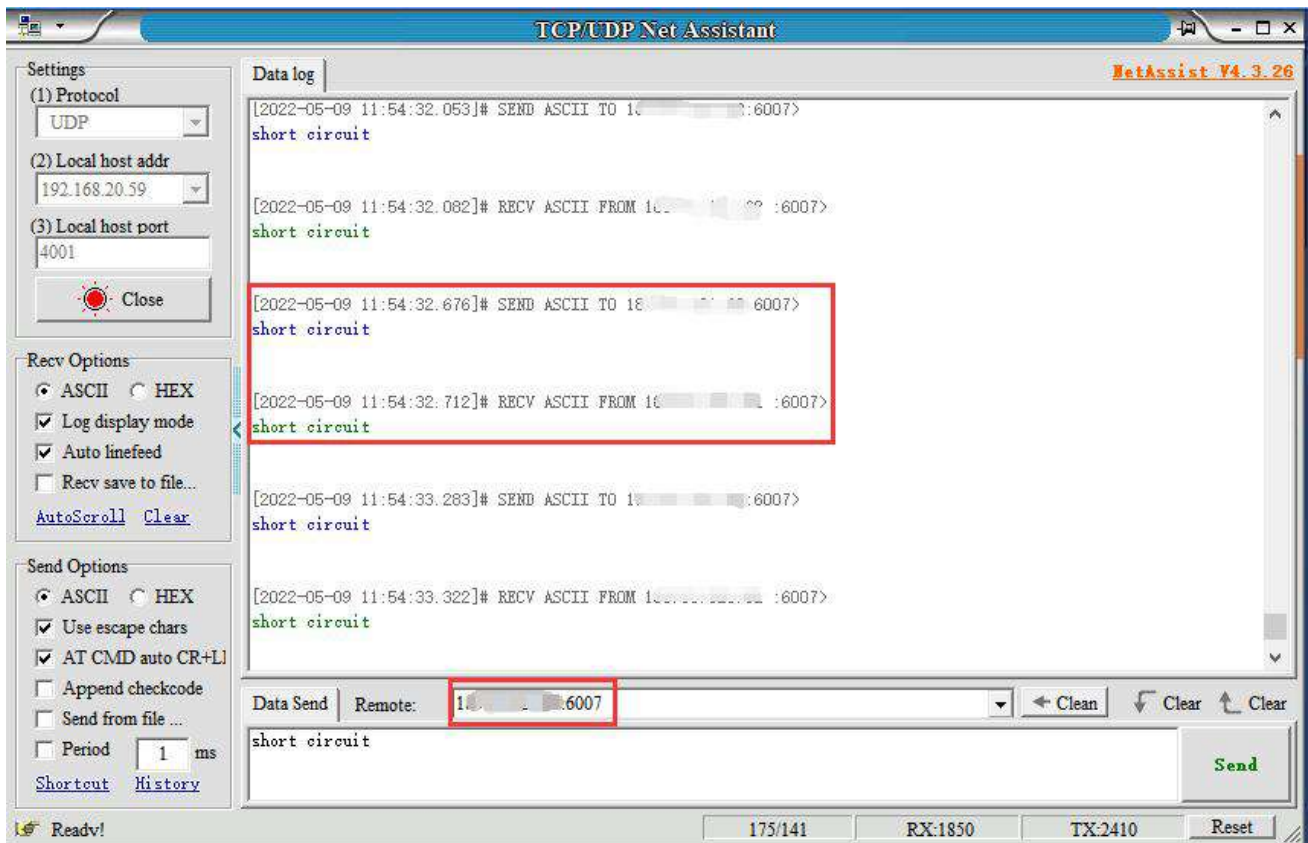 TCP/UDP Net Assistant
Settings
(1) Protocol
UDP
(2) Local host addr
192.168.20.59
(3) Local host port
4001
Close
Recv Options
ASCII HEX
Log display mode
Auto linefeed
Recv save to file...
AutoScroll Clear
Send Options
ASCII HEX
Use escape chars
AT CMD auto CR+LI
Append checkcode
Send from file ...
Period 1 ms
Shortcut History
Data log
NetAssist V4.3.26
[2022-05-09 11:54:32.053]# SEND ASCII TO :6007>
short circuit
[2022-05-09 11:54:32.082]# RECV ASCII FROM :6007>
short circuit
[2022-05-09 11:54:32.676]# SEND ASCII TO 6007>
short circuit
[2022-05-09 11:54:32.712]# RECV ASCII FROM :6007>
short circuit
[2022-05-09 11:54:33.283]# SEND ASCII TO :6007>
short circuit
[2022-05-09 11:54:33.322]# RECV ASCII FROM :6007>
short circuit
Data Send Remote: :6007 Clean Clear Clear
short circuit
Send
Ready! 175/141 RX:1850 TX:2410 Reset